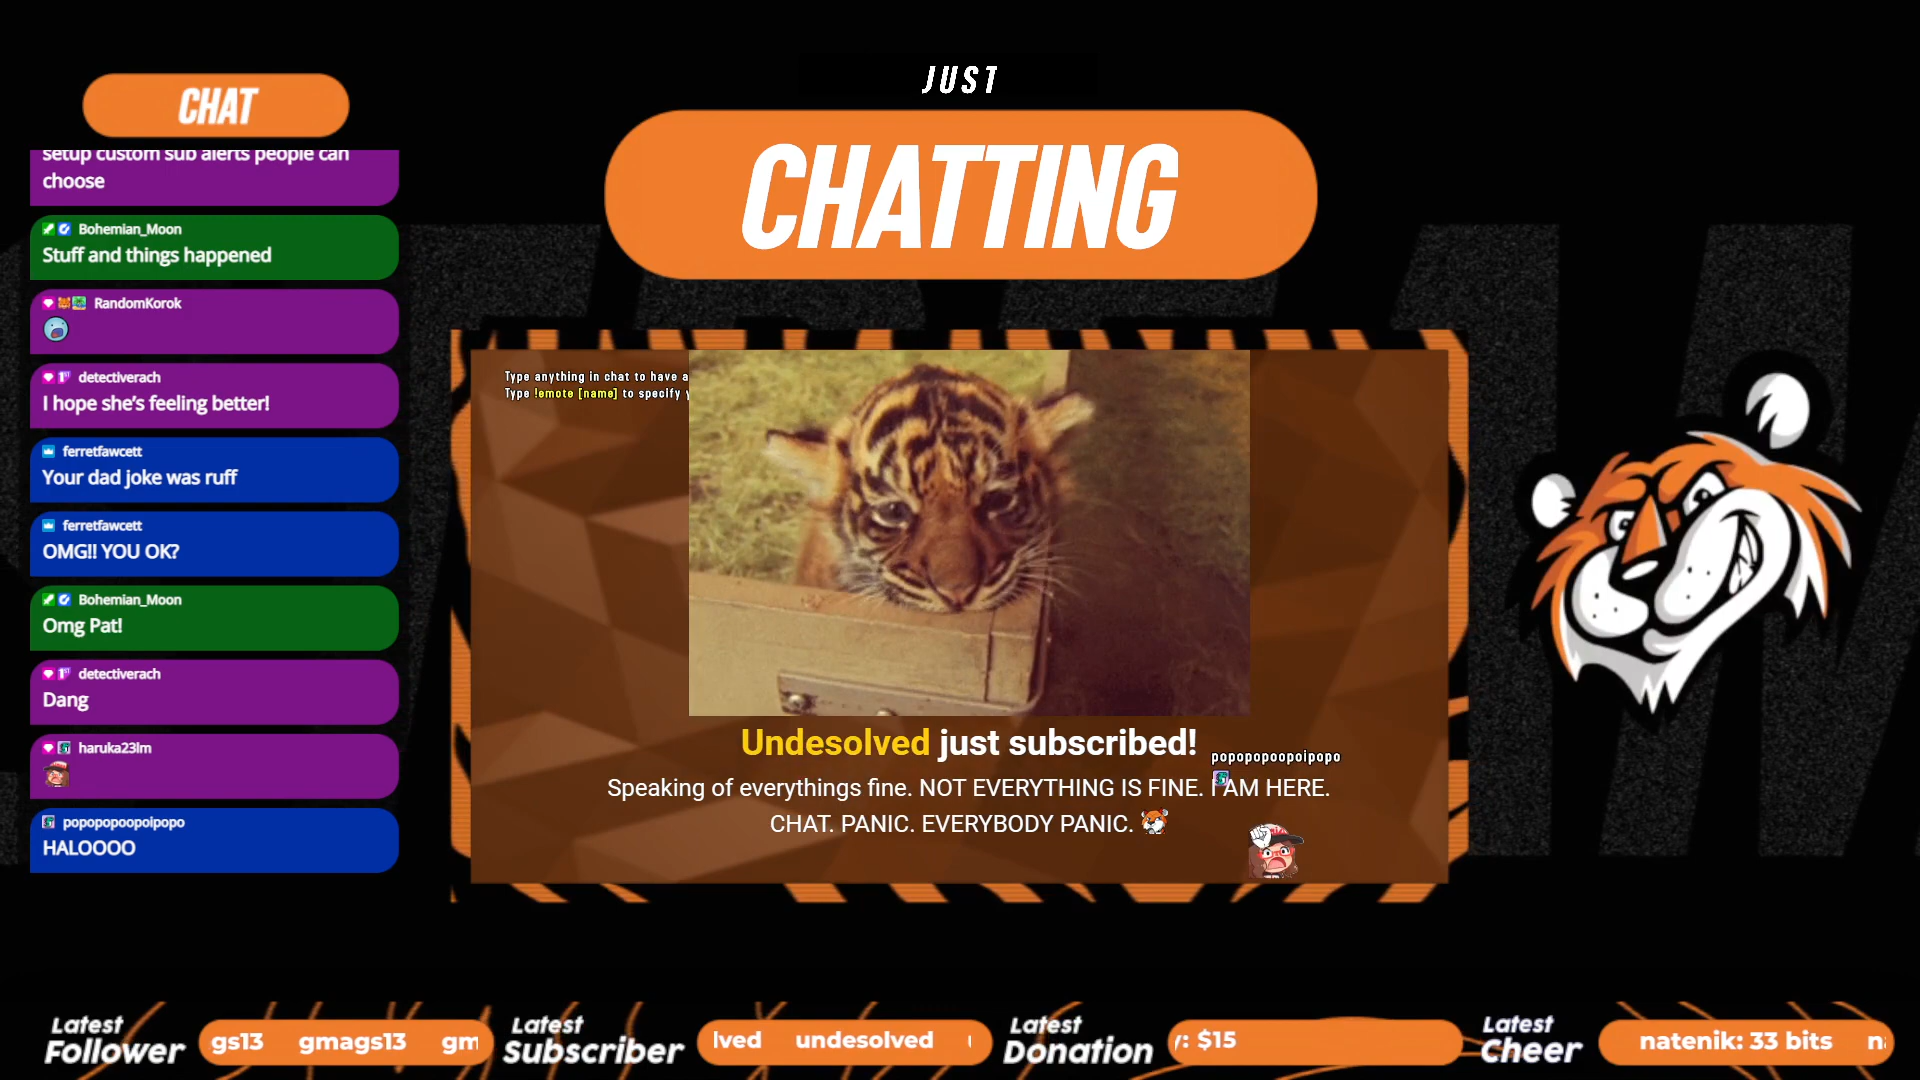 JUST
CHATTING
CHAT
setup custom sub alerts people can
choose
Bohemian_Moon
Stuff and things happened
RandomKorok
detectiverach
I hope she's feeling better!
ferretfawcett
Your dad joke was ruff
ferretfawcett
OMG!! YOU OK?
Bohemian_Moon
Omg Pat!
detectiverach
Dang
haruka23lm
popopopoopoipopo
HALOOOO
Type anything in chat to have a
Type !emote [name] to specify
Undesolved just subscribed!
popopopoopoipopo
Speaking of everythings fine. NOT EVERYTHING IS FINE. I AM HERE.
CHAT. PANIC. EVERYBODY PANIC.
Latest Follower
gs13 gmags13 gm
Latest Subscriber
lved undesolved
Latest Donation
: $15
Latest Cheer
natenik: 33 bits